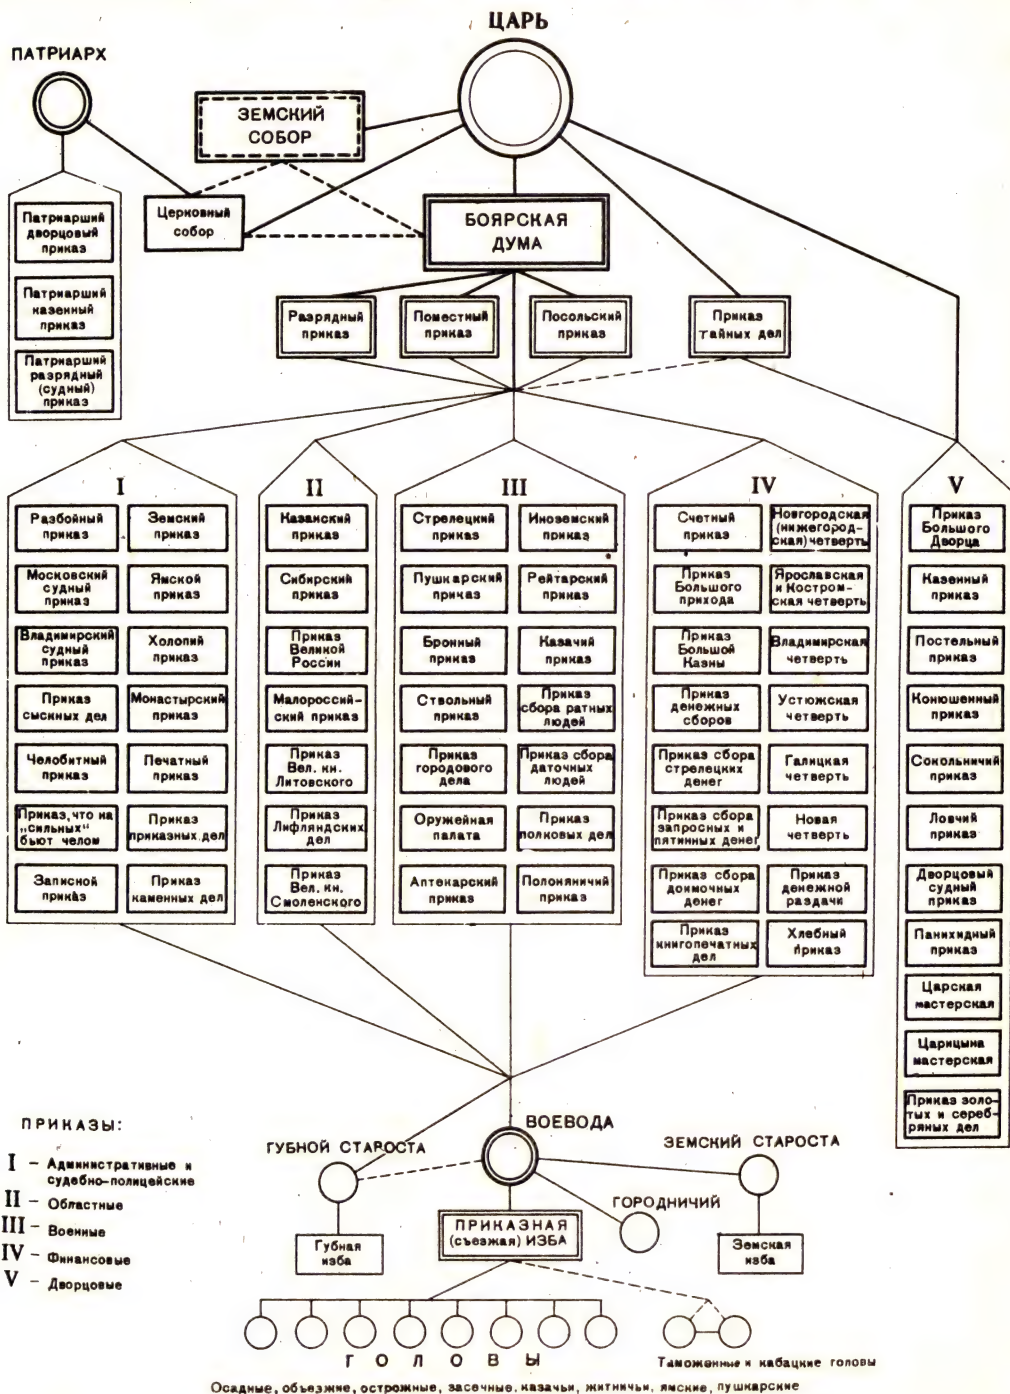 ЦАРЬ
ПАТРИАРХ
ЗЕМСКИЙ
СОБОР
Церковный
собор
БОЯРСКАЯ
ДУМА
Патриарший
дворцовый
приказ
Патриарший
казенный
приказ
Патриарший
разрядный
(судный)
приказ
Разрядный
приказ
Поместный
приказ
Посольский
приказ
Приказ
тайных дел
I
Разбойный
приказ
Земский
приказ
Московский
судный
приказ
Ямской
приказ
Владимирский
судный
приказ
Холопий
приказ
Приказ
сыскных дел
Монастырский
приказ
Челобитный
приказ
Печатный
приказ
Приказ, что на
„сильных“
бьют челом
Приказ
приказных дел
Записной
приказ
Приказ
каменных дел
II
Казанский
приказ
Сибирский
приказ
Приказ
Великой
России
Малороссий-
ский приказ
Приказ
Вел. кн.
Литовского
Приказ
Лифляндских
дел
Приказ
Вел. кн.
Смоленского
III
Стрелецкий
приказ
Иноземский
приказ
Пушкарский
причаз
Рейтарский
приказ
Бронный
приказ
Казачий
приказ
Ствольный
приказ
Приказ
сбора ратных
людей
Приказ
городового
дела
Приказ сбора
даточных
людей
Оружейная
палата
Приказ
полковых дел
Аптекарский
приказ
Полоняничий
приказ
IV
Счетный
приказ
Новгородская
(нижегород-
ская) четверть
Приказ
Большого
прихода
Ярославская
и Костром-
ская четверть
Приказ
Большой
Казны
Владимирская
четверть
Приказ
денежных
сборов
Устюжская
четверть
Приказ сбора
стрелецких
денег
Галицкая
четверть
Приказ сбора
запросных и
пятинных денег
Новая
четверть
Приказ сбора
доимочных
денег
Приказ
денежной
раздачи
Приказ
книгопечатных
дел
Хлебный
приказ
V
Приказ
Большого
Дворца
Казенный
приказ
Постельный
приказ
Конюшенный
приказ
Сокольничий
приказ
Ловчий
приказ
Дворцовый
судный
приказ
Панихидный
приказ
Царская
мастерская
Царицына
мастерская
Приказ золо-
тых и сереб-
ряных дел
ПРИКАЗЫ:
I – Административные и
судебно-полицейские
II – Областные
III – Военные
IV – Финансовые
V – Дворцовые
ВОЕВОДА
ГУБНОЙ СТАРОСТА
ЗЕМСКИЙ СТАРОСТА
ГОРОДНИЧИЙ
Губная
изба
ПРИКАЗНАЯ
(съезжая) ИЗБА
Земская
изба
ГОЛОВЫ
Таможенные и кабацкие головы
Осадные, объезжие, острожные, засечные, казачьи, житничьи, ямские, пушкарские